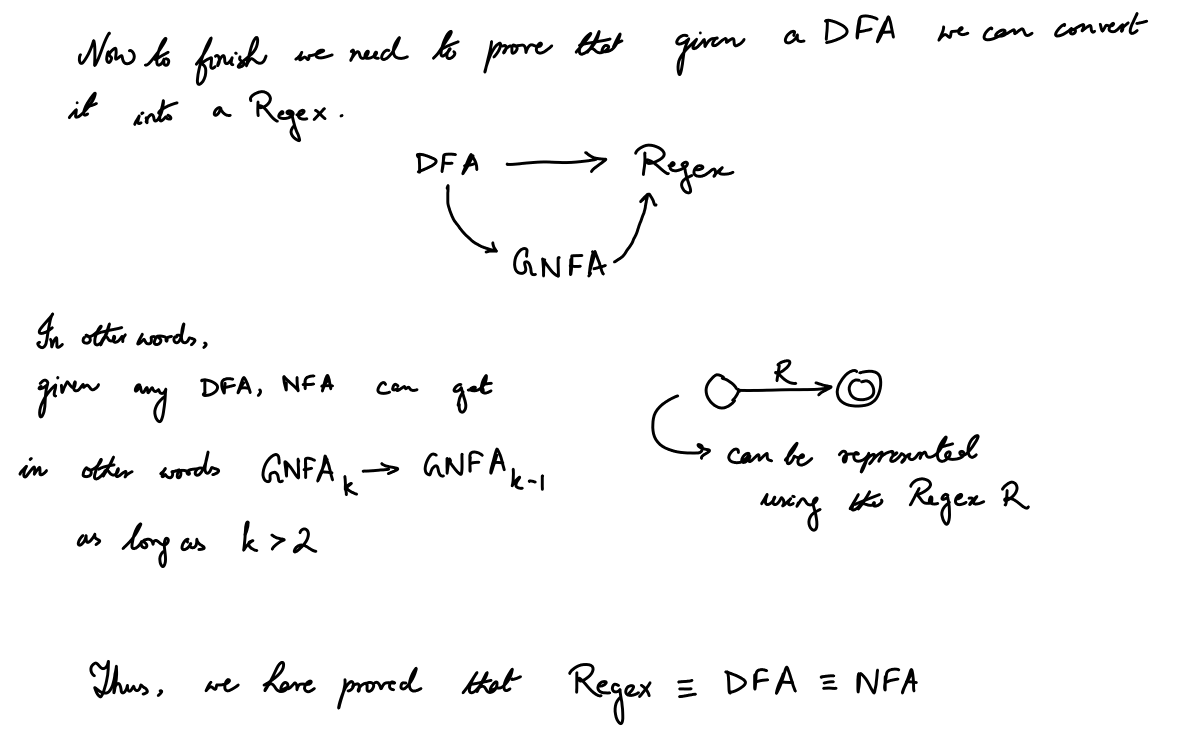 Now to finish we need to prove that given a DFA we can convert
it into a Regex.
DFA → Regex
GNFA
In other words,
given any DFA, NFA can get
in other words GNFA_k → GNFA_{k-1}
as long as k > 2
R
can be represented
using the Regex R
Thus, we have proved that Regex ≡ DFA ≡ NFA